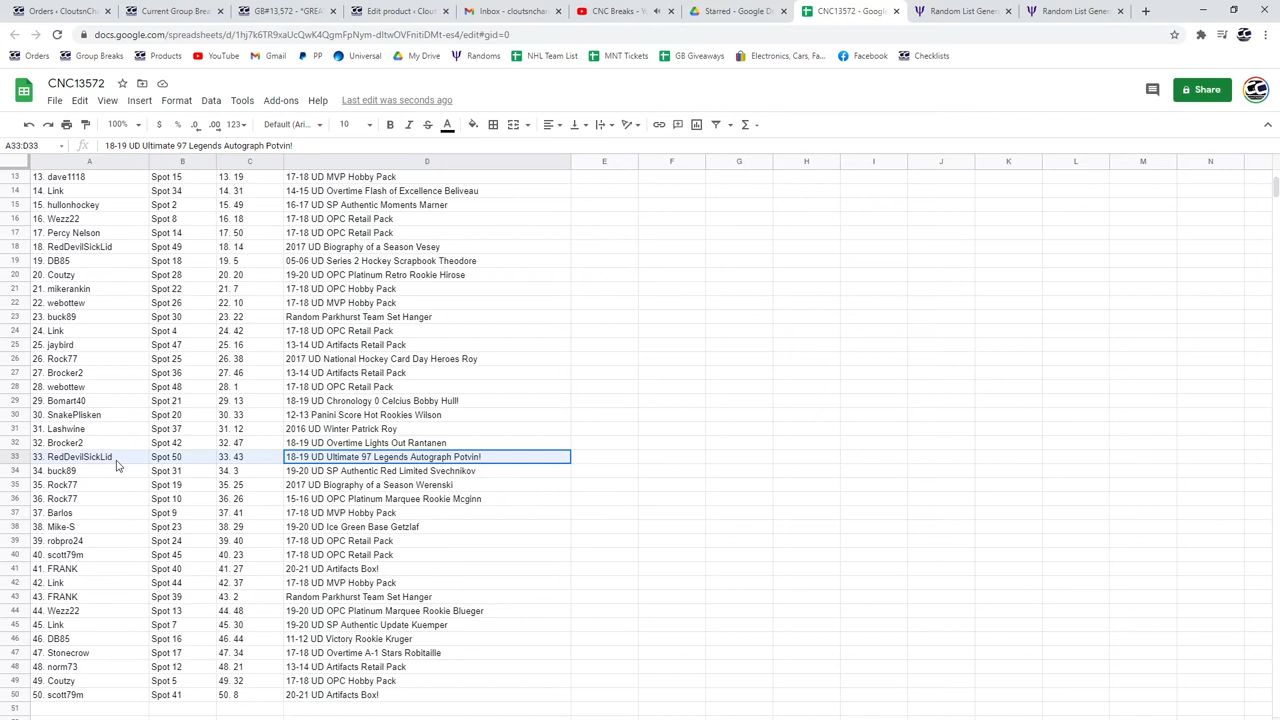 Orders ‹ CloutsnCh
Current Group Brea
GB#13,572 - *GREA
Edit product ‹ Clout
Inbox - cloutsnchar
CNC Breaks - Y
Starred - Google D
CNC13572 - Google
Random List Gener
Random List Gener
docs.google.com/spreadsheets/d/1hj7k6TR9xaUcQwK4QgmFpNym-dItwOVFnitiDMt-es4/edit#gid=0
Orders Group Breaks Products YouTube Gmail PP Universal My Drive Randoms NHL Team List MNT Tickets GB Giveaways Electronics, Cars, Fa... Facebook Checklists
CNC13572
File Edit View Insert Format Data Tools Add-ons Help Last edit was seconds ago
Share
100% $ % .0 .00 123 Default (Ari... 10 B I S A
A33:D33 fx 18-19 UD Ultimate 97 Legends Autograph Potvin!
A B C D E F G H I J K L M N
13 13. dave1118 Spot 15 13. 19 17-18 UD MVP Hobby Pack
14 14. Link Spot 34 14. 31 14-15 UD Overtime Flash of Excellence Beliveau
15 15. hullonhockey Spot 2 15. 49 16-17 UD SP Authentic Moments Marner
16 16. Wezz22 Spot 8 16. 18 17-18 UD OPC Retail Pack
17 17. Percy Nelson Spot 14 17. 50 17-18 UD OPC Retail Pack
18 18. RedDevilSickLid Spot 49 18. 14 2017 UD Biography of a Season Vesey
19 19. DB85 Spot 18 19. 5 05-06 UD Series 2 Hockey Scrapbook Theodore
20 20. Coutzy Spot 28 20. 20 19-20 UD OPC Platinum Retro Rookie Hirose
21 21. mikerankin Spot 22 21. 7 17-18 UD OPC Hobby Pack
22 22. webottew Spot 26 22. 10 17-18 UD MVP Hobby Pack
23 23. buck89 Spot 30 23. 22 Random Parkhurst Team Set Hanger
24 24. Link Spot 4 24. 42 17-18 UD OPC Retail Pack
25 25. jaybird Spot 47 25. 16 13-14 UD Artifacts Retail Pack
26 26. Rock77 Spot 25 26. 38 2017 UD National Hockey Card Day Heroes Roy
27 27. Brocker2 Spot 36 27. 46 13-14 UD Artifacts Retail Pack
28 28. webottew Spot 48 28. 1 17-18 UD OPC Retail Pack
29 29. Bomart40 Spot 21 29. 13 18-19 UD Chronology 0 Celcius Bobby Hull!
30 30. SnakePlisken Spot 20 30. 33 12-13 Panini Score Hot Rookies Wilson
31 31. Lashwine Spot 37 31. 12 2016 UD Winter Patrick Roy
32 32. Brocker2 Spot 42 32. 47 18-19 UD Overtime Lights Out Rantanen
33 33. RedDevilSickLid Spot 50 33. 43 18-19 UD Ultimate 97 Legends Autograph Potvin!
34 34. buck89 Spot 31 34. 3 19-20 UD SP Authentic Red Limited Svechnikov
35 35. Rock77 Spot 19 35. 25 2017 UD Biography of a Season Werenski
36 36. Rock77 Spot 10 36. 26 15-16 UD OPC Platinum Marquee Rookie Mcginn
37 37. Barlos Spot 9 37. 41 17-18 UD OPC Retail Pack
38 38. Mike-S Spot 23 38. 29 19-20 UD Ice Green Base Getzlaf
39 39. robpro24 Spot 24 39. 40 17-18 UD OPC Retail Pack
40 40. scott79m Spot 45 40. 23 17-18 UD OPC Retail Pack
41 41. FRANK Spot 40 41. 27 20-21 UD Artifacts Box!
42 42. Link Spot 44 42. 37 17-18 UD MVP Hobby Pack
43 43. FRANK Spot 39 43. 2 Random Parkhurst Team Set Hanger
44 44. Wezz22 Spot 13 44. 48 19-20 UD OPC Platinum Marquee Rookie Blueger
45 45. Link Spot 7 45. 30 19-20 UD SP Authentic Update Kuemper
46 46. DB85 Spot 16 46. 44 11-12 UD Victory Rookie Kruger
47 47. Stonecrow Spot 17 47. 34 17-18 UD Overtime A-1 Stars Robitaille
48 48. norm73 Spot 12 48. 21 13-14 UD Artifacts Retail Pack
49 49. Coutzy Spot 5 49. 32 17-18 UD OPC Hobby Pack
50 50. scott79m Spot 41 50. 8 20-21 UD Artifacts Box!
51